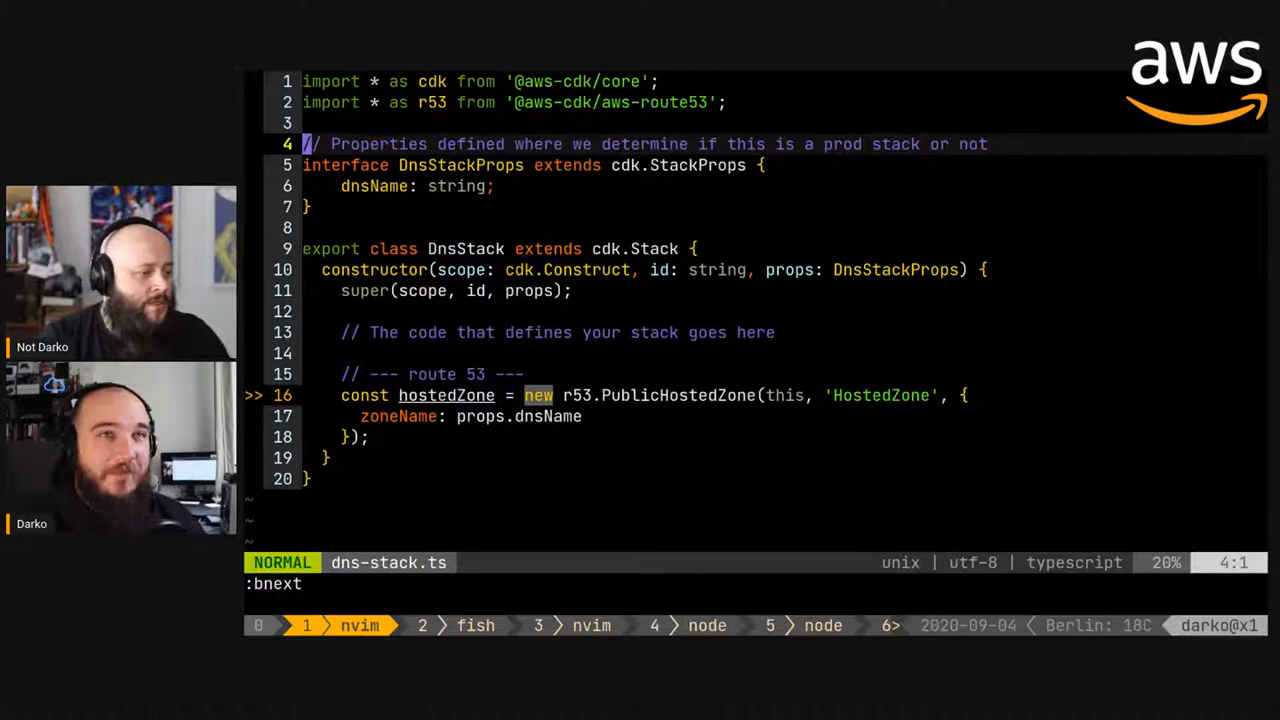 aws
1 import * as cdk from '@aws-cdk/core';
2 import * as r53 from '@aws-cdk/aws-route53';
3
4 // Properties defined where we determine if this is a prod stack or not
5 interface DnsStackProps extends cdk.StackProps {
6 dnsName: string;
7 }
8
9 export class DnsStack extends cdk.Stack {
10 constructor(scope: cdk.Construct, id: string, props: DnsStackProps) {
11 super(scope, id, props);
12
13 // The code that defines your stack goes here
14
15 // --- route 53 ---
>> 16 const hostedZone = new r53.PublicHostedZone(this, 'HostedZone', {
17 zoneName: props.dnsName
18 });
19 }
20 }
~
~
~
Not Darko
Darko
NORMAL dns-stack.ts unix | utf-8 | typescript 20% 4:1
:bnext
0 1 nvim 2 fish 3 nvim 4 node 5 node 6> 2020-09-04 Berlin: 18C darko@x1